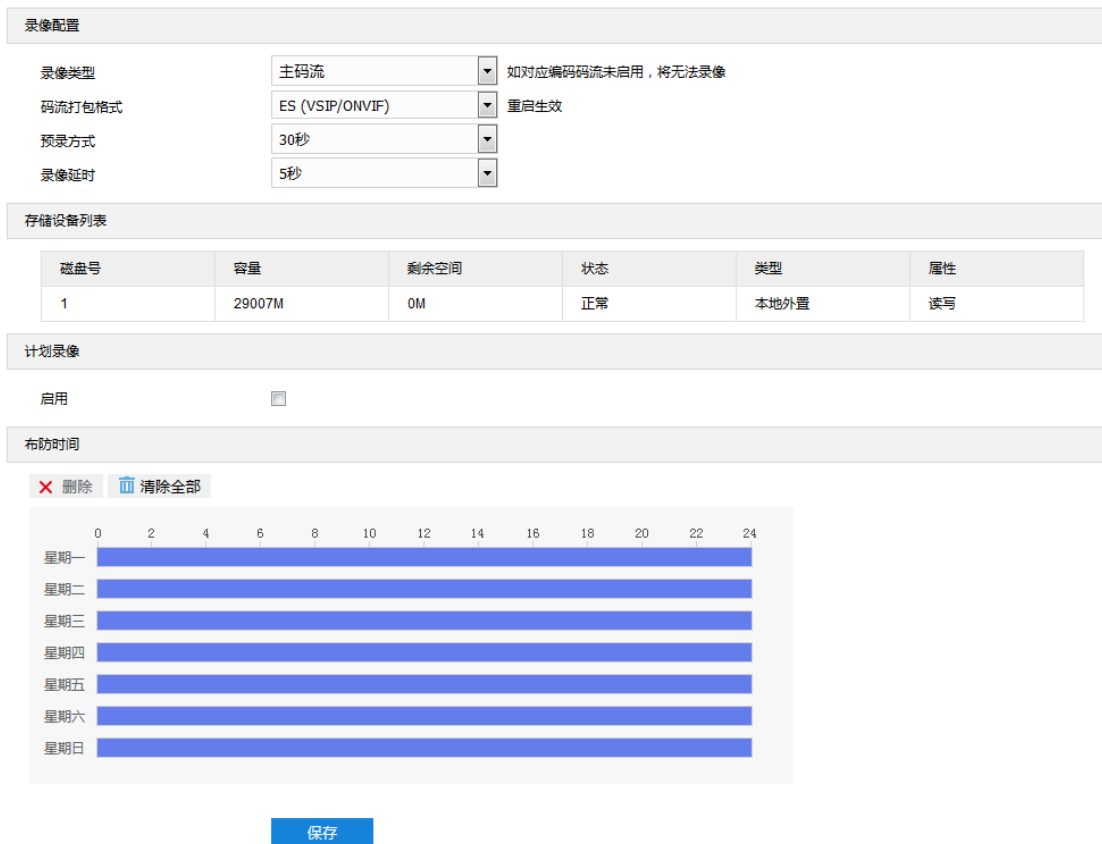 录像配置
录像类型 主码流 如对应编码码流未启用，将无法录像
码流打包格式 ES (VSIP/ONVIF) 重启生效
预录方式 30秒
录像延时 5秒
存储设备列表
磁盘号 容量 剩余空间 状态 类型 属性
1 29007M 0M 正常 本地外置 读写
计划录像
启用
布防时间
删除 清除全部
0 2 4 6 8 10 12 14 16 18 20 22 24
星期一
星期二
星期三
星期四
星期五
星期六
星期日
保存